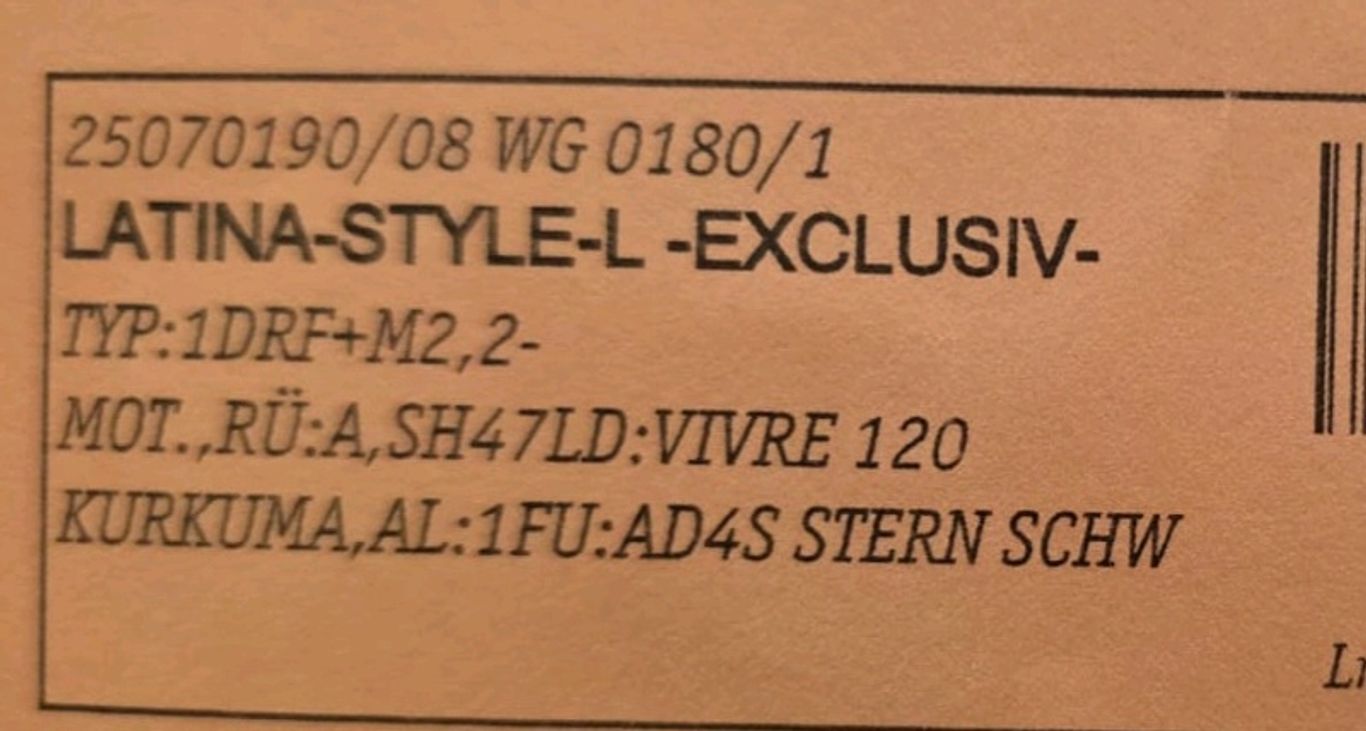 25070190/08 WG 0180/1
LATINA-STYLE-L -EXCLUSIV-
TYP:1DRF+M2,2-
MOT.,RÜ:A,SH47LD:VIVRE 120
KURKUMA,AL:1FU:AD4S STERN SCHW